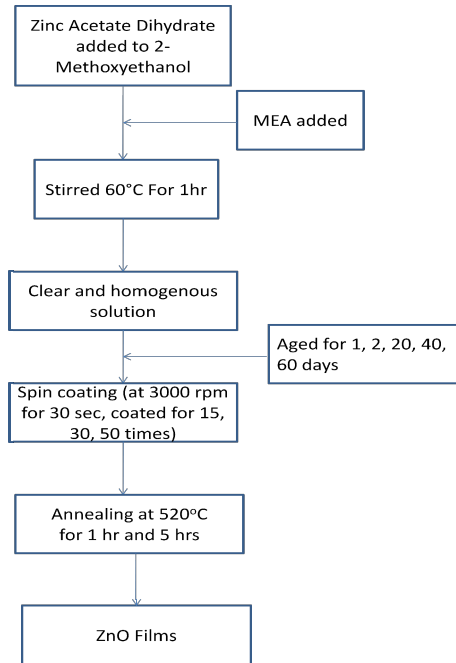 Zinc Acetate Dihydrate
added to 2-
Methoxyethanol
MEA added
Stirred 60°C For 1hr
Clear and homogenous
solution
Aged for 1, 2, 20, 40,
60 days
Spin coating (at 3000 rpm
for 30 sec, coated for 15,
30, 50 times)
Annealing at 520°C
for 1 hr and 5 hrs
ZnO Films